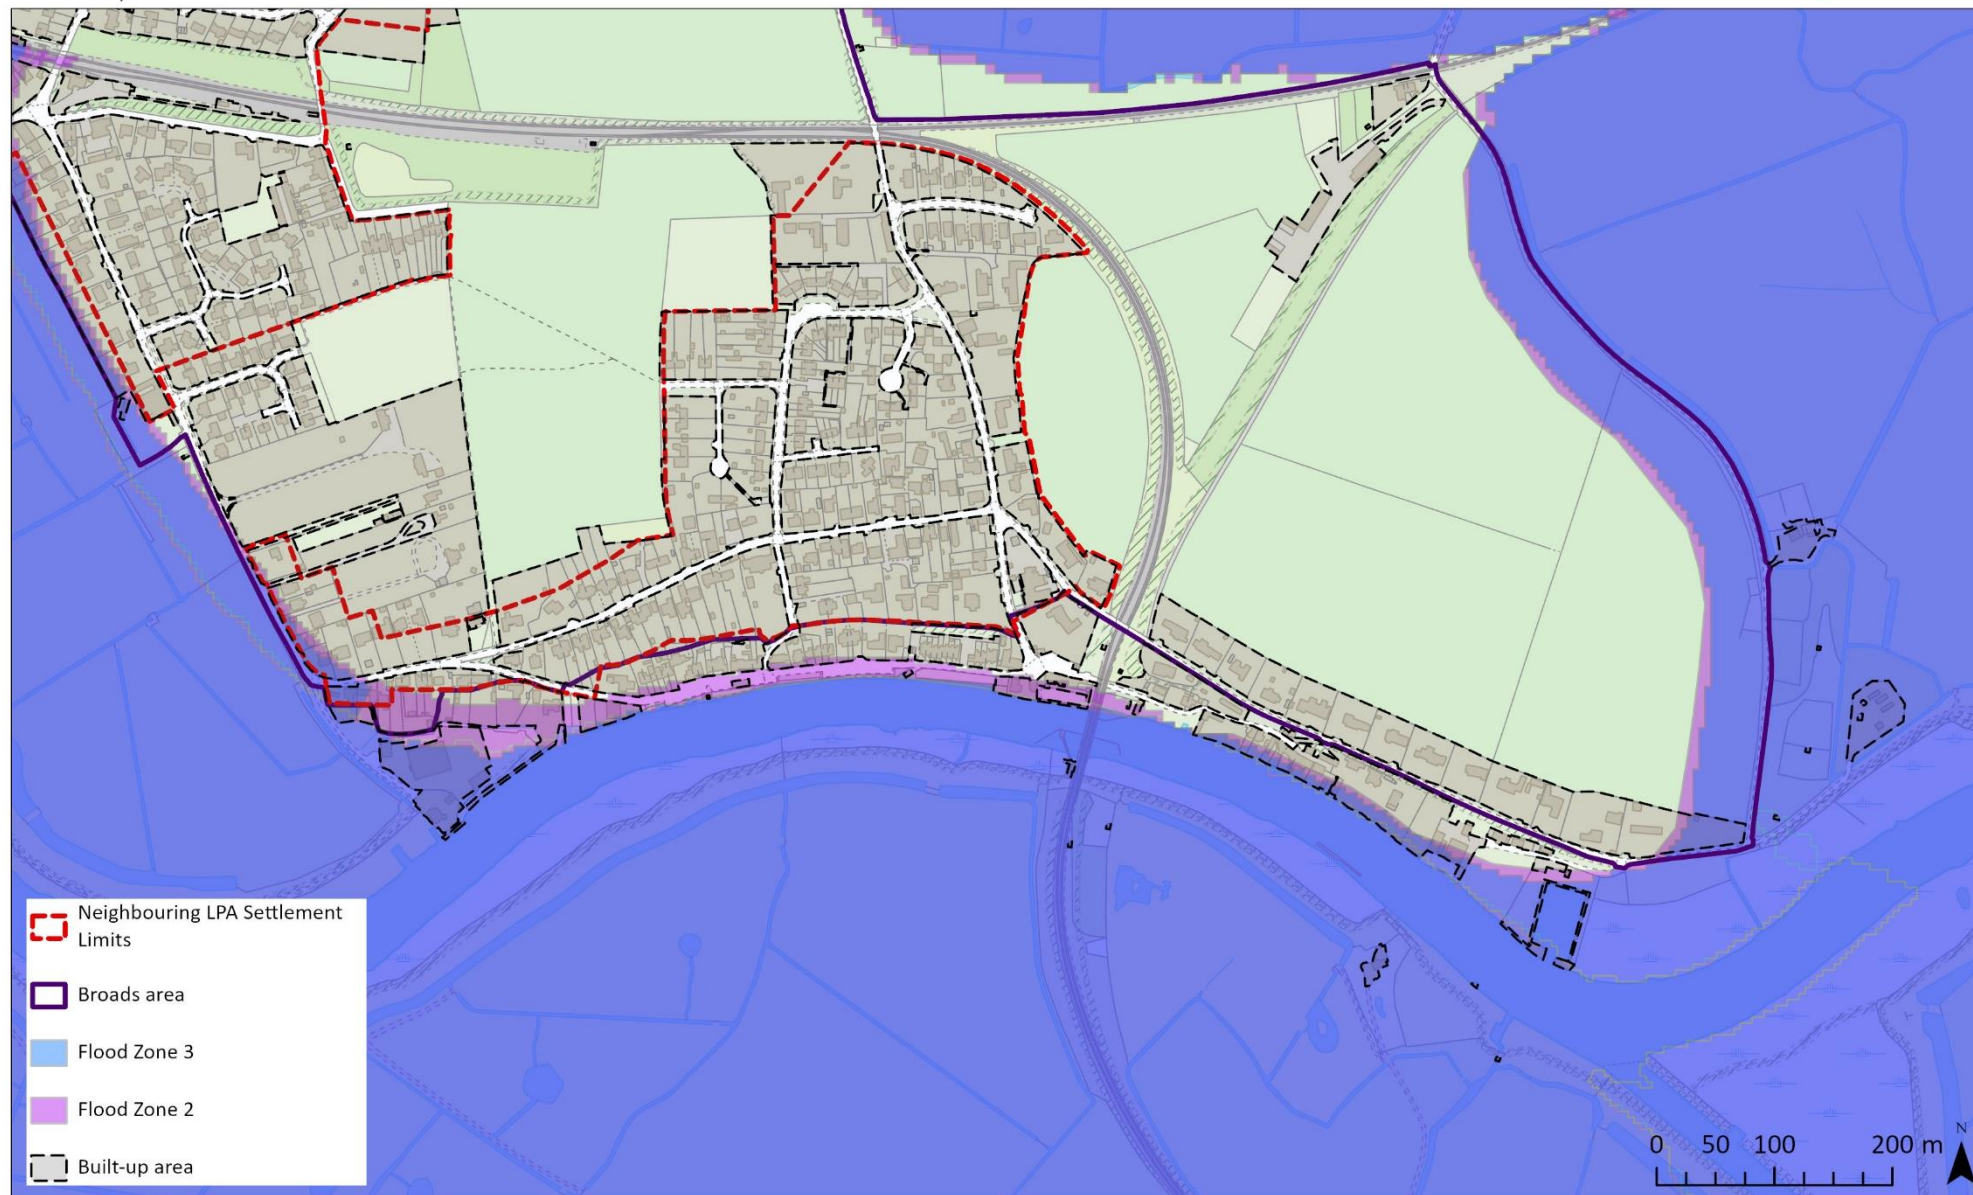 Neighbouring LPA Settlement
Limits
Broads area
Flood Zone 3
Flood Zone 2
Built-up area
0 50 100 200 m
N